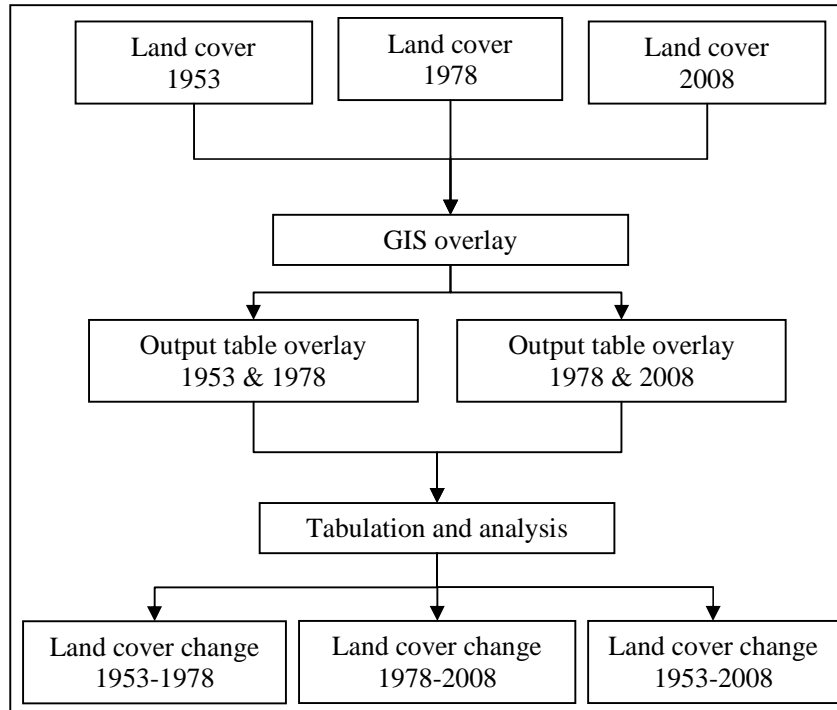 Land cover
1953
Land cover
1978
Land cover
2008
GIS overlay
Output table overlay
1953 & 1978
Output table overlay
1978 & 2008
Tabulation and analysis
Land cover change
1953-1978
Land cover change
1978-2008
Land cover change
1953-2008